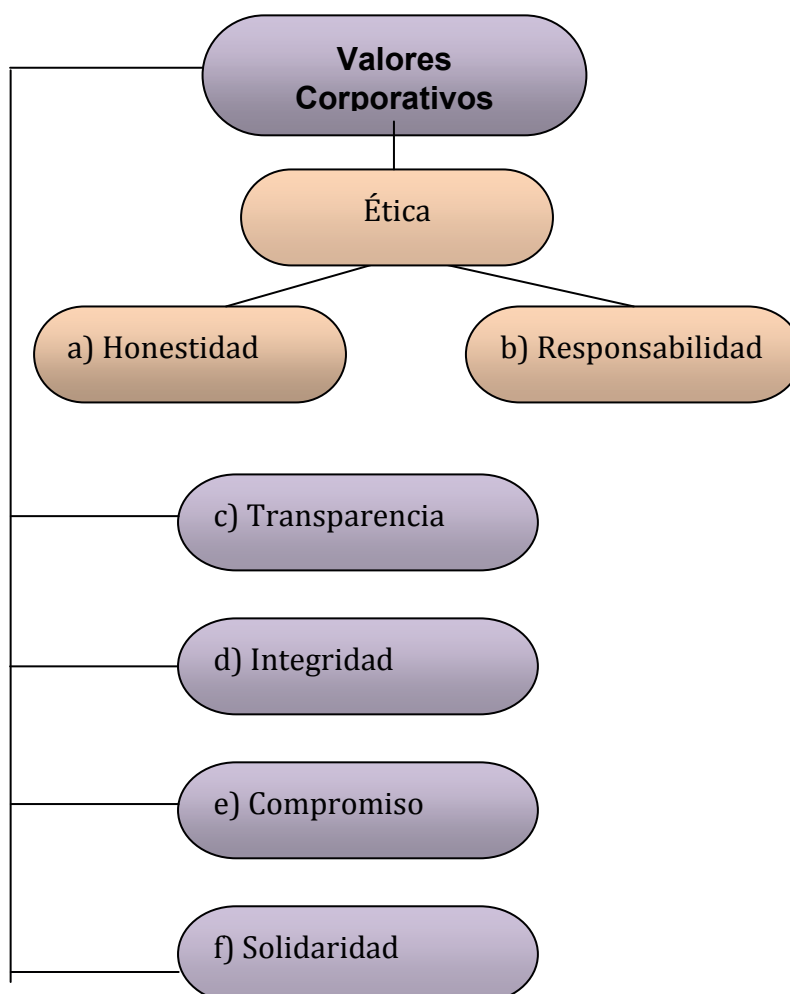 Valores
Corporativos
Ética
a) Honestidad
b) Responsabilidad
c) Transparencia
d) Integridad
e) Compromiso
f) Solidaridad